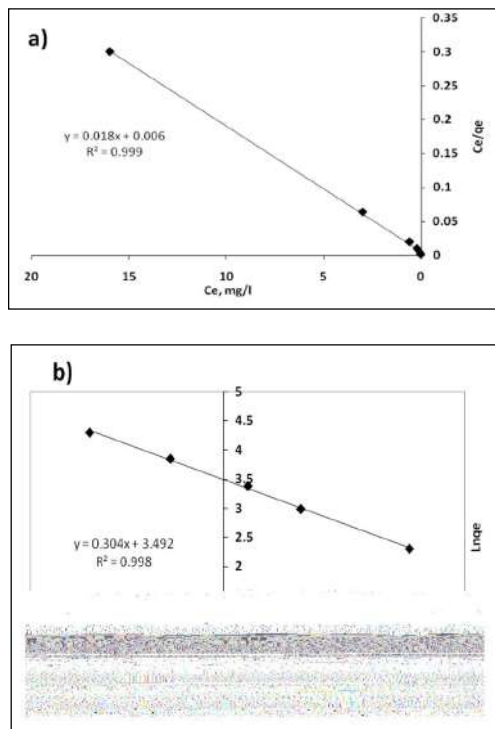 a)
0.35
0.3
0.25
0.2
0.15
0.1
0.05
0
Ce/qe
y = 0.018x + 0.006
R² = 0.999
20 15 10 5 0
Ce, mg/l
b)
5
4.5
4
3.5
3
2.5
2
Lnqe
y = 0.304x + 3.492
R² = 0.998